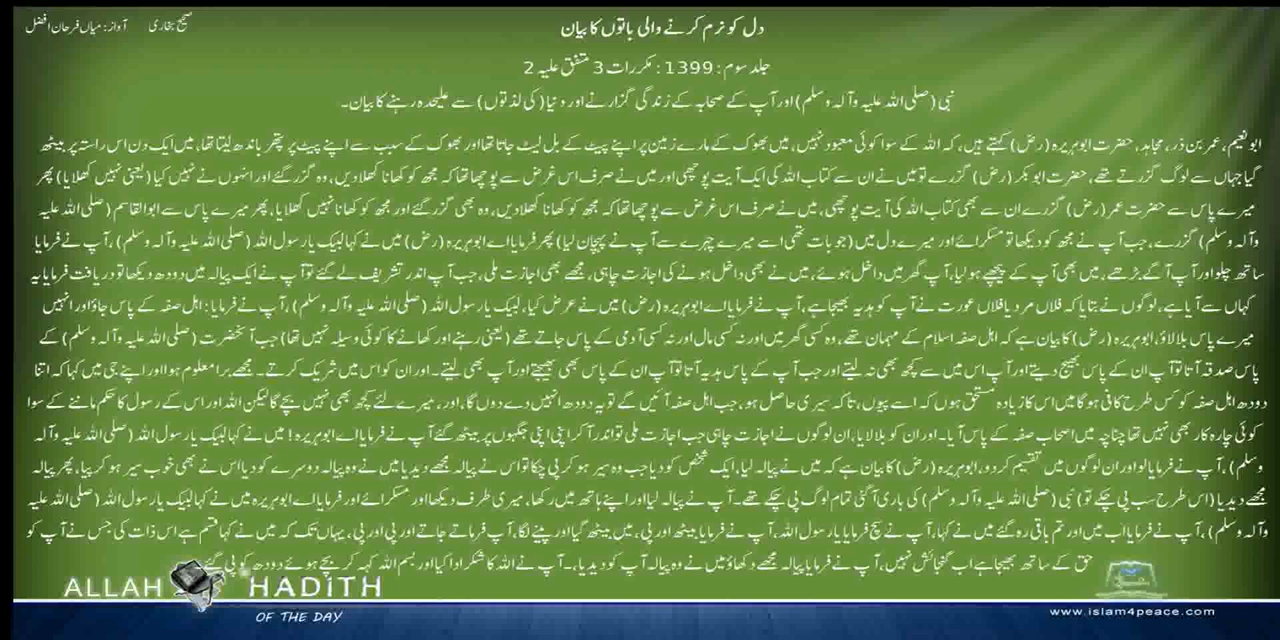 صحیح بخاری آواز: میاں فرحان افضل
دل کو نرم کرنے والی باتوں کا بیان
جلد سوم : 1399 : مکررات 3 متفق علیہ 2
نبی (صلی اللہ علیہ وآلہ وسلم) اور آپ کے صحابہ کے زندگی گزارنے اور دنیا (کی لذتوں) سے علیحدہ رہنے کا بیان۔
ابونعیم، عمر بن ذر، مجاہد، حضرت ابوہریرہ (رض) کہتے ہیں، کہ اللہ کے سوا کوئی معبود نہیں، میں بھوک کے مارے زمین پر اپنے پیٹ کے بل لیٹ جاتا تھا اور بھوک کے سبب سے اپنے پیٹ پر پتھر باندھ لیتا تھا، میں ایک دن اس راستہ پر بیٹھ
گیا جہاں سے لوگ گزرتے تھے، حضرت ابوبکر (رض) گزرے تو میں نے ان سے کتاب اللہ کی ایک آیت پوچھی اور میں نے صرف اس غرض سے پوچھا تھا کہ مجھ کو کھانا کھلا دیں، وہ گزر گئے اور انہوں نے نہیں کیا (یعنی نہیں کھلایا) پھر
میرے پاس سے حضرت عمر (رض) گزرے ان سے بھی کتاب اللہ کی آیت پوچھی، میں نے صرف اس غرض سے پوچھا تھا کہ مجھ کو کھانا کھلا دیں، وہ بھی گزر گئے اور مجھ کو کھانا نہیں کھلایا، پھر میرے پاس سے ابوالقاسم (صلی اللہ علیہ
وآلہ وسلم) گزرے، جب آپ نے مجھ کو دیکھا تو مسکرائے اور میرے دل میں (جو بات تھی اسے میرے چہرے سے آپ نے پہچان لیا) پھر فرمایا اے ابوہریرہ (رض) میں نے کہا لبیک یا رسول اللہ (صلی اللہ علیہ وآلہ وسلم)، آپ نے فرمایا
ساتھ چلو اور آپ آگے بڑھے، میں بھی آپ کے پیچھے ہولیا، آپ گھر میں داخل ہوئے، میں نے بھی داخل ہونے کی اجازت چاہی، مجھے بھی اجازت ملی، جب آپ اندر تشریف لے گئے تو آپ نے ایک پیالہ میں دودھ دیکھا تو دریافت فرمایا یہ
کہاں سے آیا ہے، لوگوں نے بتایا کہ فلاں مرد یا فلاں عورت نے آپ کو ہدیہ بھیجا ہے، آپ نے فرمایا اے ابوہریرہ (رض) میں نے عرض کیا، لبیک یا رسول اللہ (صلی اللہ علیہ وآلہ وسلم)، آپ نے فرمایا: اہل صفہ کے پاس جاؤ اور انہیں
میرے پاس بلا لاؤ، ابوہریرہ (رض) کا بیان ہے کہ اہل صفہ اسلام کے مہمان تھے، وہ کسی گھر میں اور نہ کسی مال اور نہ کسی آدمی کے پاس جاتے تھے (یعنی رہنے اور کھانے کا کوئی وسیلہ نہیں تھا) جب آنحضرت (صلی اللہ علیہ وآلہ وسلم) کے
پاس صدقہ آتا تو آپ ان کے پاس بھیج دیتے اور آپ اس میں سے کچھ بھی نہ لیتے اور جب آپ کے پاس ہدیہ آتا تو آپ ان کے پاس بھی بھیجتے اور آپ بھی لیتے۔ اور ان کو اس میں شریک کرتے۔ مجھے برا معلوم ہوا اور اپنے جی میں کہا کہ اتنا
دودھ اہل صفہ کو کس طرح کافی ہوگا میں اس کا زیادہ مستحق ہوں کہ اسے پیوں، تاکہ سیری حاصل ہو، جب اہل صفہ آئیں گے تو یہ دودھ انہیں دے دوں گا، اور، میرے لئے کچھ بھی نہیں بچے گا لیکن اللہ اور اس کے رسول کا حکم ماننے کے سوا
کوئی چارہ کار بھی نہیں تھا چنانچہ میں اصحاب صفہ کے پاس آیا۔ اور ان کو بلا لایا، ان لوگوں نے اجازت چاہی جب اجازت ملی تو اندر آکر اپنی اپنی جگہوں پر بیٹھ گئے آپ نے فرمایا اے ابوہریرہ! میں نے کہا لبیک یا رسول اللہ (صلی اللہ علیہ وآلہ
وسلم)، آپ نے فرمایا لو اور ان لوگوں میں تقسیم کردو، ابوہریرہ (رض) کا بیان ہے کہ میں نے پیالہ لیا، ایک شخص کو دیا جب وہ سیر ہو کر پی چکا تو اس نے پیالہ مجھے دیدیا میں نے وہ پیالہ دوسرے کو دیا اس نے بھی خوب سیر ہو کر پیا، پھر پیالہ
مجھے دیدیا (اس طرح سب پی چکے تو) نبی (صلی اللہ علیہ وآلہ وسلم) کی باری آگئی تمام لوگ پی چکے تھے۔ آپ نے پیالہ لیا اور اپنے ہاتھ میں رکھا، میری طرف دیکھا اور مسکرائے اور فرمایا اے ابوہریرہ میں نے کہا لبیک یا رسول اللہ (صلی اللہ علیہ
وآلہ وسلم)، آپ نے فرمایا اب میں اور تم باقی رہ گئے میں نے کہا، آپ نے سچ فرمایا یا رسول اللہ، آپ نے فرمایا بیٹھ اور پی، میں بیٹھ گیا اور پینے لگا، آپ فرماتے جاتے اور پی اور پی، یہاں تک کہ میں نے کہا قسم ہے اس ذات کی جس نے آپ کو
حق کے ساتھ بھیجا ہے اب گنجائش نہیں، آپ نے فرمایا پیالہ مجھے دکھاؤ میں نے وہ پیالہ آپ کو دیدیا،۔ آپ نے اللہ کا شکر ادا کیا اور بسم اللہ کہہ کر بچے ہوئے دودھ کو پی گئے
ALLAH HADITH
OF THE DAY
www.islam4peace.com